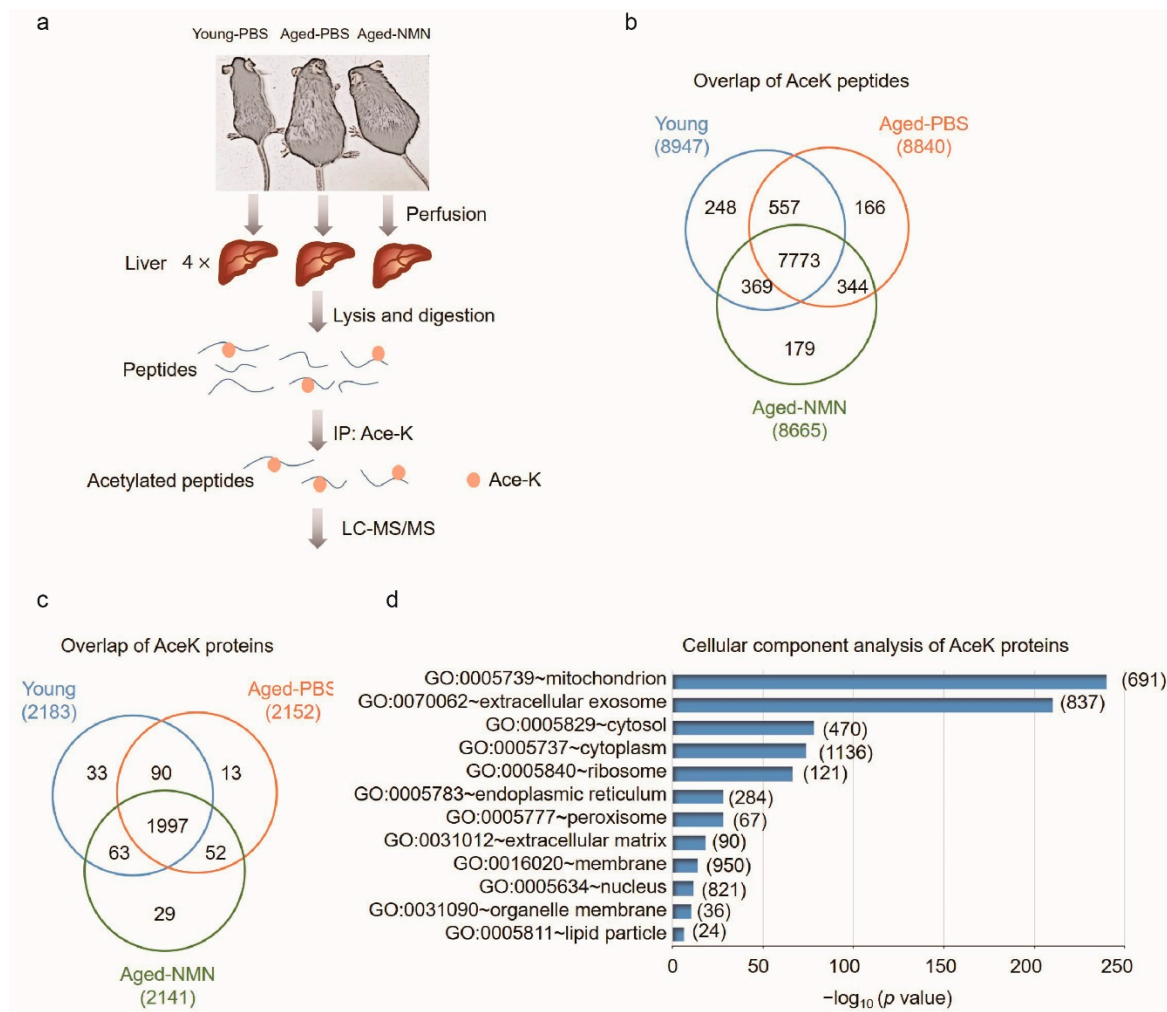 a
Young-PBS Aged-PBS Aged-NMN
Perfusion
Liver 4 ×
Lysis and digestion
Peptides
IP: Ace-K
Acetylated peptides
Ace-K
LC-MS/MS
b
Overlap of AceK peptides
Young
(8947)
Aged-PBS
(8840)
248 557 166
7773
369 344
179
Aged-NMN
(8665)
c
Overlap of AceK proteins
Young
(2183)
Aged-PBS
(2152)
33 90 13
1997
63 52
29
Aged-NMN
(2141)
d
Cellular component analysis of AceK proteins
GO:0005739~mitochondrion (691)
GO:0070062~extracellular exosome (837)
GO:0005829~cytosol (470)
GO:0005737~cytoplasm (1136)
GO:0005840~ribosome (121)
GO:0005783~endoplasmic reticulum (284)
GO:0005777~peroxisome (67)
GO:0031012~extracellular matrix (90)
GO:0016020~membrane (950)
GO:0005634~nucleus (821)
GO:0031090~organelle membrane (36)
GO:0005811~lipid particle (24)
0 50 100 150 200 250
−log10 (p value)